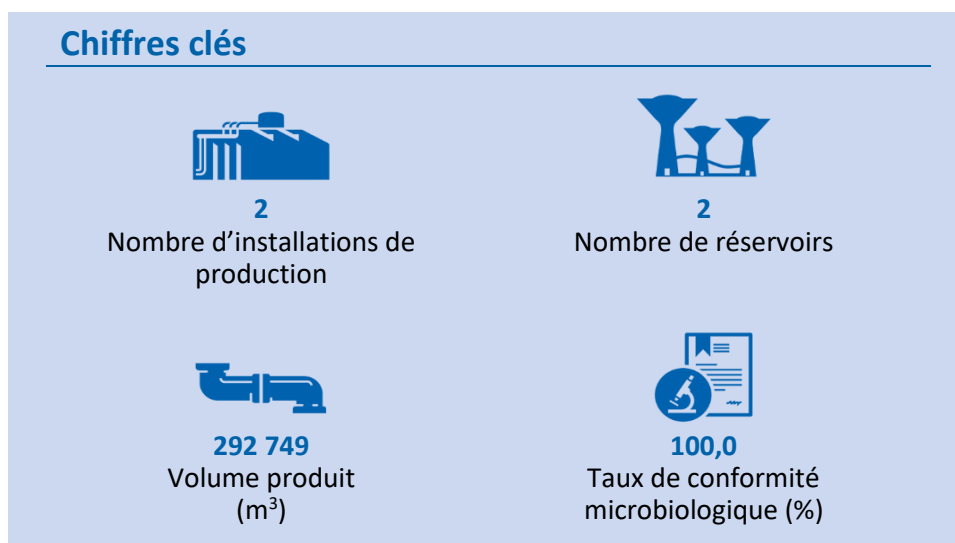 Chiffres clés
2
Nombre d’installations de
production
2
Nombre de réservoirs
292 749
Volume produit
(m³)
100,0
Taux de conformité
microbiologique (%)